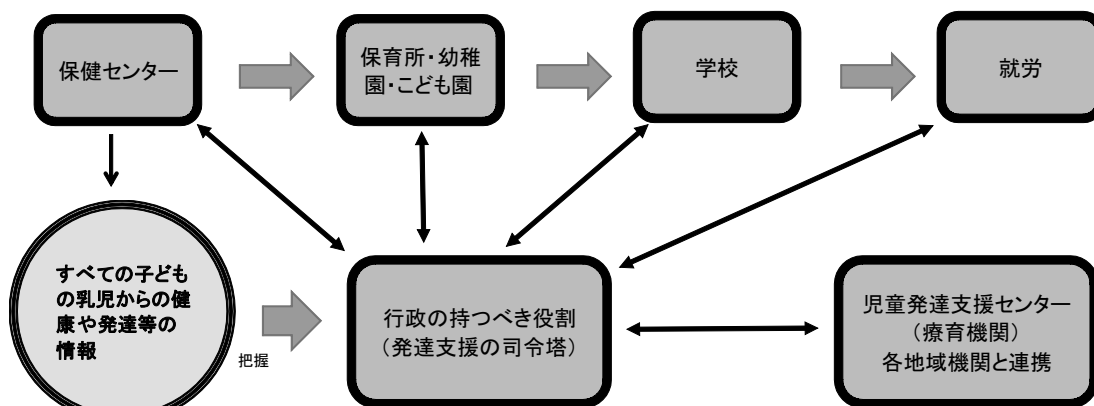 保健センター
保育所・幼稚
園・こども園
学校
就労
すべての子ども
の乳児からの健
康や発達等の
情報
把握
行政の持つべき役割
（発達支援の司令塔）
児童発達支援センター
（療育機関）
各地域機関と連携